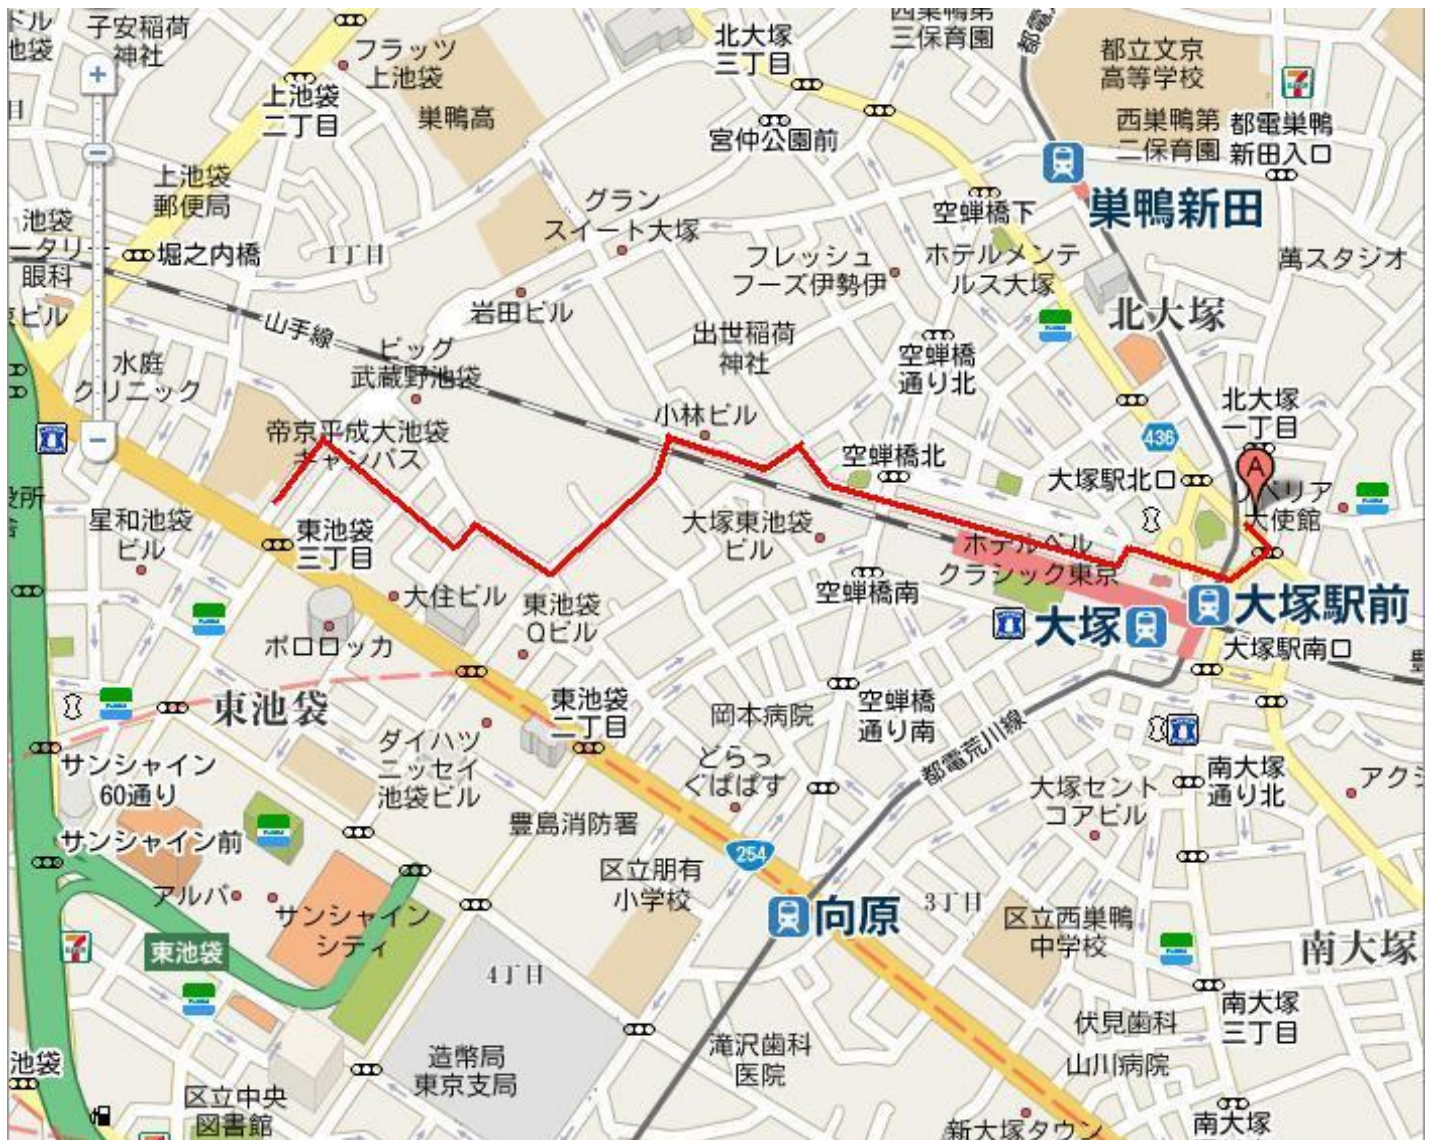 子安稲荷
神社
フラッツ
上池袋
北大塚
三丁目
三保育園
都立文京
高等学校
上池袋
二丁目
巣鴨高
宮仲公園前
西巣鴨第
二保育園
都電巣鴨
新田入口
上池袋
郵便局
グラン
スイート大塚
空蝉橋下
巣鴨新田
池袋
眼科
堀之内橋
1丁目
フレッシュ
フーズ伊勢伊
ホテルメンテ
ルス大塚
萬スタジオ
岩田ビル
北大塚
山手線
出世稲荷
神社
空蝉橋
通り北
水庭
クリニック
ビッグ
武蔵野池袋
小林ビル
北大塚
一丁目
帝京平成大池袋
キャンパス
436
空蝉橋北
大塚駅北口
A
リベリア
大使館
星和池袋
ビル
東池袋
三丁目
大塚東池袋
ビル
ホテルベル
クラシック東京
大住ビル
東池袋
Qビル
空蝉橋南
大塚
大塚駅前
ポロロッカ
大塚駅南口
東池袋
東池袋
二丁目
岡本病院
空蝉橋
通り南
都電荒川線
サンシャイン
60通り
ダイハツ
ニッセイ
池袋ビル
どらっ
ぐぱぱす
大塚セント
コアビル
南大塚
通り北
サンシャイン前
豊島消防署
254
アルパ
サンシャイン
シティ
区立朋有
小学校
向原
3丁目
区立西巣鴨
中学校
東池袋
4丁目
南大塚
南大塚
三丁目
伏見歯科
山川病院
造幣局
東京支局
滝沢歯科
医院
池袋
区立中央
図書館
新大塚タウン
南大塚